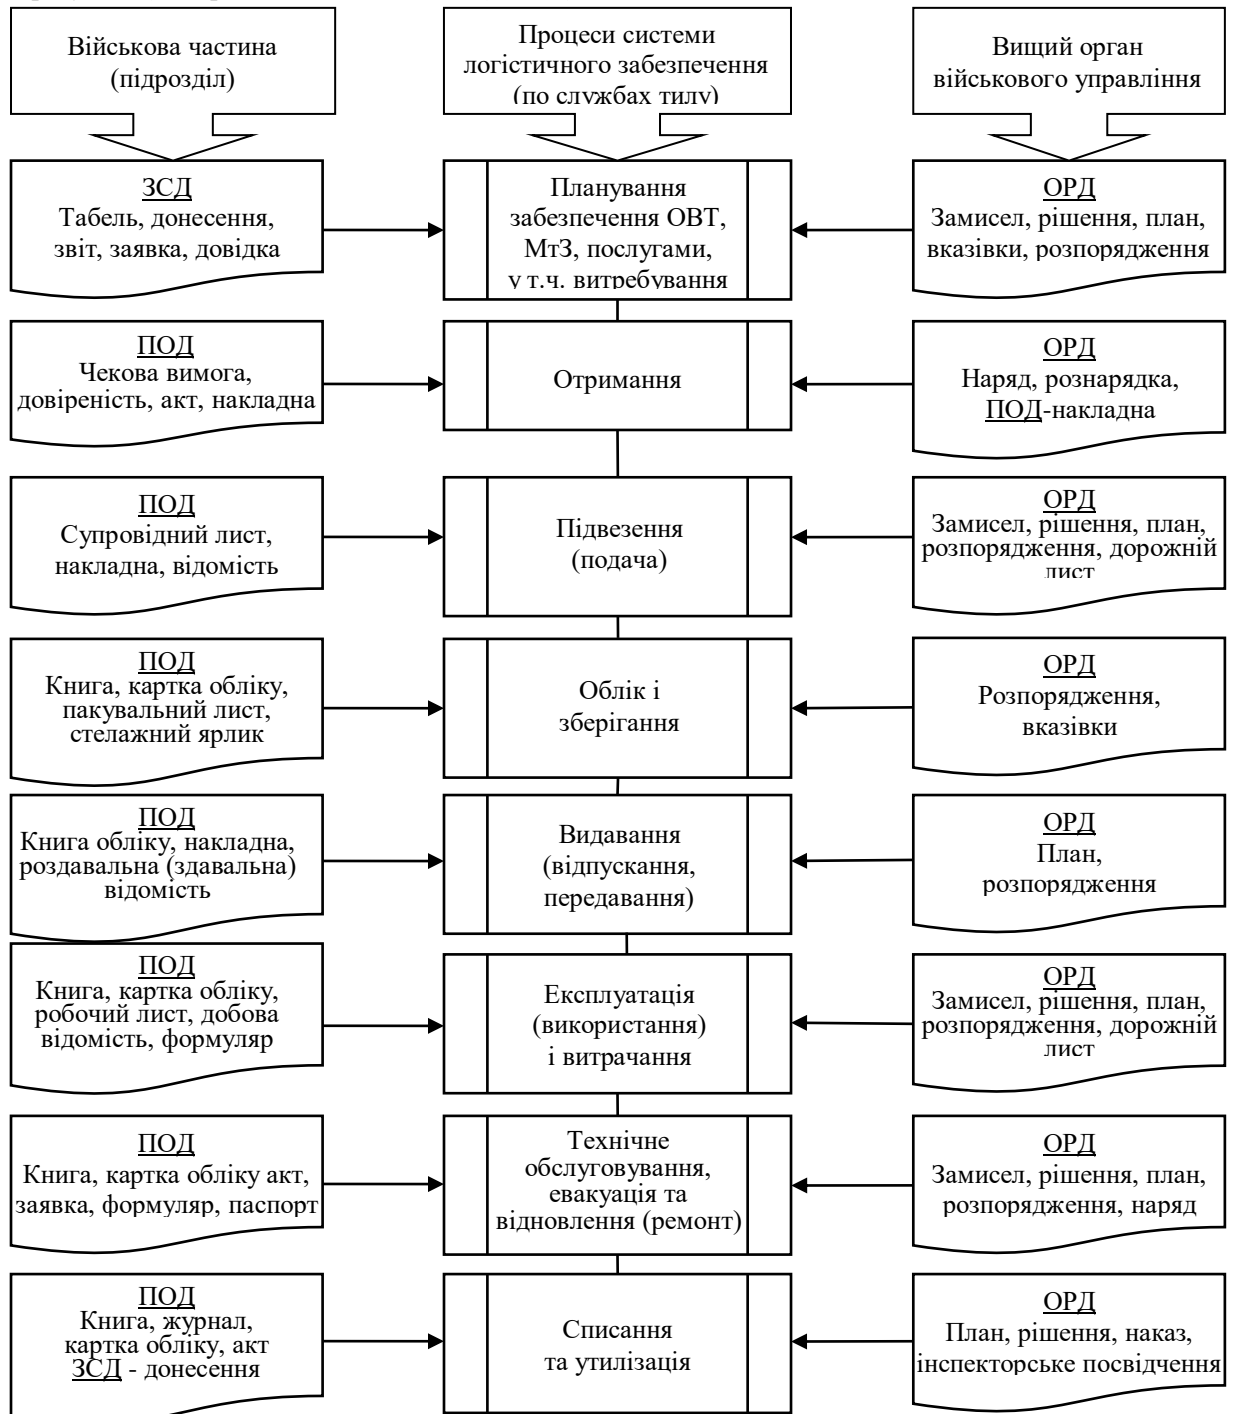 Військова частина
(підрозділ)
Процеси системи
логістичного забезпечення
(по службах тилу)
Вищий орган
військового управління
ЗСД
Табель, донесення,
звіт, заявка, довідка
Планування
забезпечення ОВТ,
МтЗ, послугами,
у т.ч. витребування
ОРД
Замисел, рішення, план,
вказівки, розпорядження
ПОД
Чекова вимога,
довіреність, акт, накладна
Отримання
ОРД
Наряд, рознарядка,
ПОД-накладна
ПОД
Супровідний лист,
накладна, відомість
Підвезення
(подача)
ОРД
Замисел, рішення, план,
розпорядження, дорожній
лист
ПОД
Книга, картка обліку,
пакувальний лист,
стелажний ярлик
Облік і
зберігання
ОРД
Розпорядження,
вказівки
ПОД
Книга обліку, накладна,
роздавальна (здавальна)
відомість
Видавання
(відпускання,
передавання)
ОРД
План,
розпорядження
ПОД
Книга, картка обліку,
робочий лист, добова
відомість, формуляр
Експлуатація
(використання)
і витрачання
ОРД
Замисел, рішення, план,
розпорядження, дорожній
лист
ПОД
Книга, картка обліку акт,
заявка, формуляр, паспорт
Технічне
обслуговування,
евакуація та
відновлення (ремонт)
ОРД
Замисел, рішення, план,
розпорядження, наряд
ПОД
Книга, журнал,
картка обліку, акт
ЗСД - донесення
Списання
та утилізація
ОРД
План, рішення, наказ,
інспекторське посвідчення